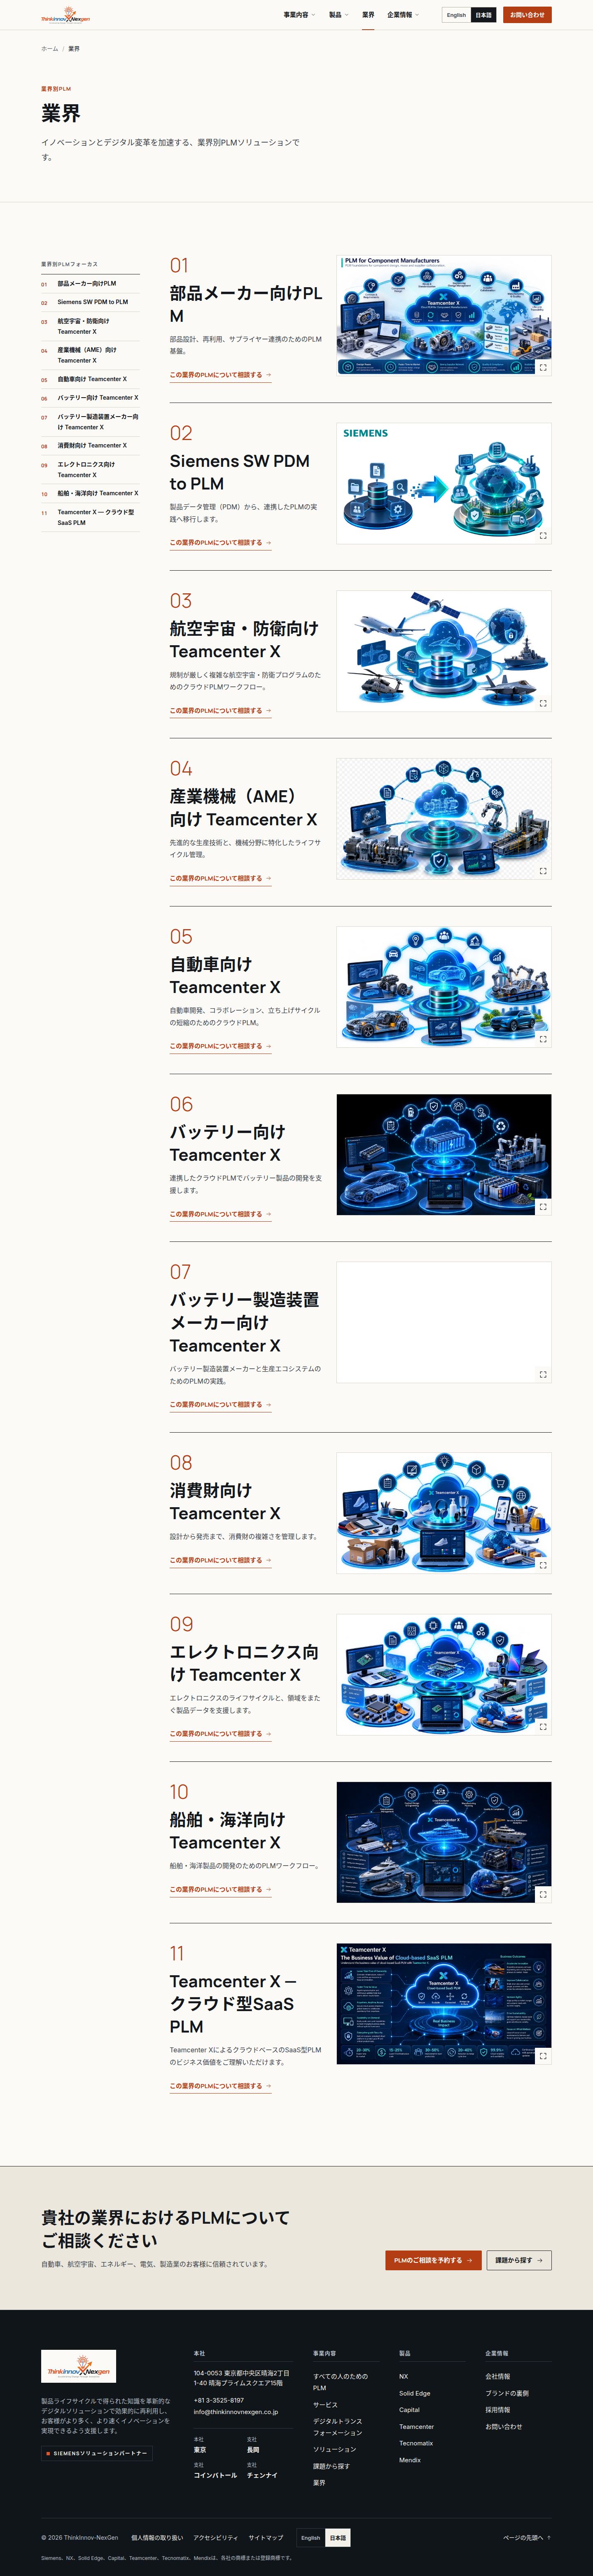 ThinkInnovXNexgen
事業内容
製品
業界
企業情報
English
日本語
お問い合わせ
ホーム / 業界
業界別PLM
業界
イノベーションとデジタル変革を加速する、業界別PLMソリューションで
す。
業界別PLMフォーカス
01 部品メーカー向けPLM
02 Siemens SW PDM to PLM
03 航空宇宙・防衛向け
Teamcenter X
04 産業機械（AME）向け
Teamcenter X
05 自動車向け Teamcenter X
06 バッテリー向け Teamcenter X
07 バッテリー製造装置メーカー向
け Teamcenter X
08 消費財向け Teamcenter X
09 エレクトロニクス向け
Teamcenter X
10 船舶・海洋向け Teamcenter X
11 Teamcenter X — クラウド型
SaaS PLM
01
部品メーカー向けPL
M
部品設計、再利用、サプライヤー連携のためのPLM
基盤。
この業界のPLMについて相談する →
PLM for Component Manufacturers
Teamcenter X
02
Siemens SW PDM
to PLM
製品データ管理（PDM）から、連携したPLMの実
践へ移行します。
この業界のPLMについて相談する →
SIEMENS
03
航空宇宙・防衛向け
Teamcenter X
規制が厳しく複雑な航空宇宙・防衛プログラムのた
めのクラウドPLMワークフロー。
この業界のPLMについて相談する →
04
産業機械（AME）
向け Teamcenter X
先進的な生産技術と、機械分野に特化したライフサ
イクル管理。
この業界のPLMについて相談する →
05
自動車向け
Teamcenter X
自動車開発、コラボレーション、立ち上げサイクル
の短縮のためのクラウドPLM。
この業界のPLMについて相談する →
06
バッテリー向け
Teamcenter X
連携したクラウドPLMでバッテリー製品の開発を支
援します。
この業界のPLMについて相談する →
07
バッテリー製造装置
メーカー向け
Teamcenter X
バッテリー製造装置メーカーと生産エコシステムの
ためのPLMの実践。
この業界のPLMについて相談する →
08
消費財向け
Teamcenter X
設計から発売まで、消費財の複雑さを管理します。
この業界のPLMについて相談する →
Teamcenter X
09
エレクトロニクス向
け Teamcenter X
エレクトロニクスのライフサイクルと、領域をまた
ぐ製品データを支援します。
この業界のPLMについて相談する →
Teamcenter X
10
船舶・海洋向け
Teamcenter X
船舶・海洋製品の開発のためのPLMワークフロー。
この業界のPLMについて相談する →
Teamcenter X
11
Teamcenter X —
クラウド型SaaS
PLM
Teamcenter XによるクラウドベースのSaaS型PLM
のビジネス価値をご理解いただけます。
この業界のPLMについて相談する →
Teamcenter X
The Business Value of Cloud-based SaaS PLM
Teamcenter X
貴社の業界におけるPLMについて
ご相談ください
自動車、航空宇宙、エネルギー、電気、製造業のお客様に信頼されています。
PLMのご相談を予約する →
課題から探す →
ThinkInnovXNexgen
製品ライフサイクルで得られた知識を革新的な
デジタルソリューションで効果的に再利用し、
お客様がより多く、より速くイノベーションを
実現できるよう支援します。
SIEMENSソリューションパートナー
本社
104-0053 東京都中央区晴海2丁目
1-40 晴海プライムスクエア15階
+81 3-3525-8197
info@thinkinnovnexgen.co.jp
本社
東京
支社
長岡
支社
コインバトール
支社
チェンナイ
事業内容
すべての人のための
PLM
サービス
デジタルトランス
フォーメーション
ソリューション
課題から探す
業界
製品
NX
Solid Edge
Capital
Teamcenter
Tecnomatix
Mendix
企業情報
会社情報
ブランドの裏側
採用情報
お問い合わせ
© 2026 ThinkInnov-NexGen
個人情報の取り扱い
アクセシビリティ
サイトマップ
English
日本語
ページの先頭へ ↑
Siemens、NX、Solid Edge、Capital、Teamcenter、Tecnomatix、Mendixは、各社の商標または登録商標です。